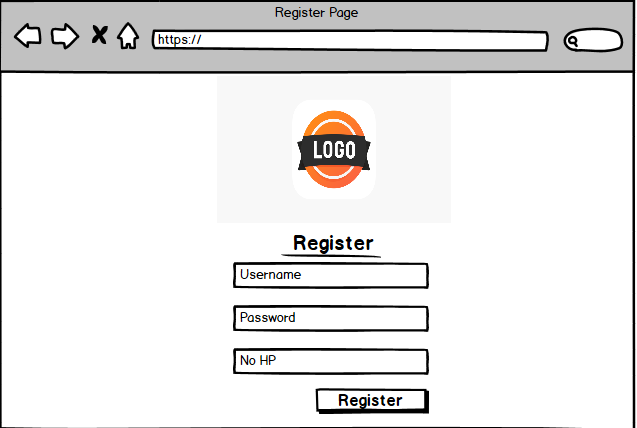 Register Page
https://
LOGO
Register
Username
Password
No HP
Register